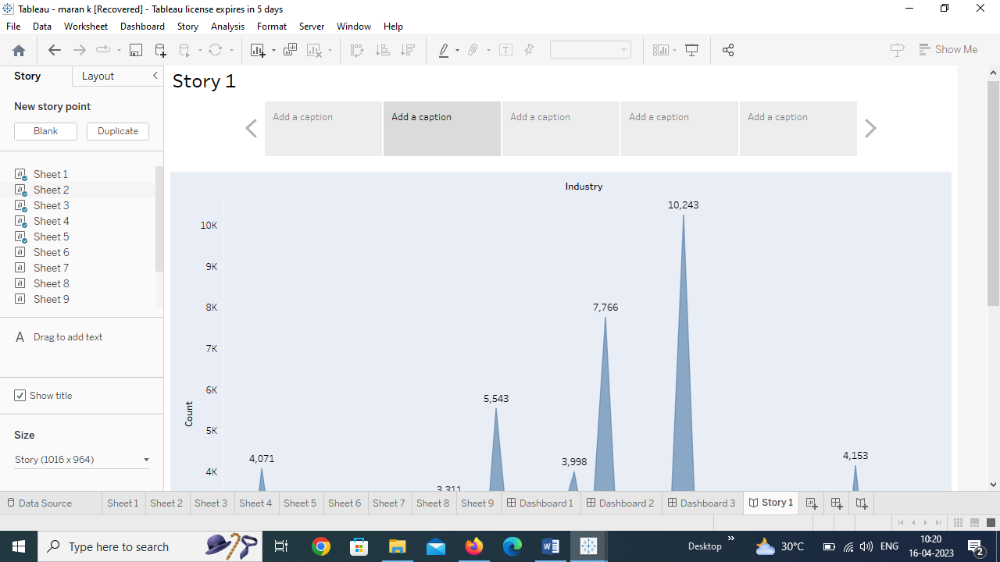 Tableau - maran k [Recovered] - Tableau license expires in 5 days
File Data Worksheet Dashboard Story Analysis Format Server Window Help
Show Me
Story Layout
New story point
Blank Duplicate
Sheet 1
Sheet 2
Sheet 3
Sheet 4
Sheet 5
Sheet 6
Sheet 7
Sheet 8
Sheet 9
A Drag to add text
Show title
Size
Story (1016 x 964)
Story 1
Add a caption Add a caption Add a caption Add a caption Add a caption
Industry
10,243
10K
9K
8K
7,766
7K
6K
5,543
Count
5K
4,071 3,998 4,153
4K
3,311
Data Source Sheet 1 Sheet 2 Sheet 3 Sheet 4 Sheet 5 Sheet 6 Sheet 7 Sheet 8 Sheet 9 Dashboard 1 Dashboard 2 Dashboard 3 Story 1
Type here to search
Desktop
30°C
ENG
10:20
16-04-2023
2